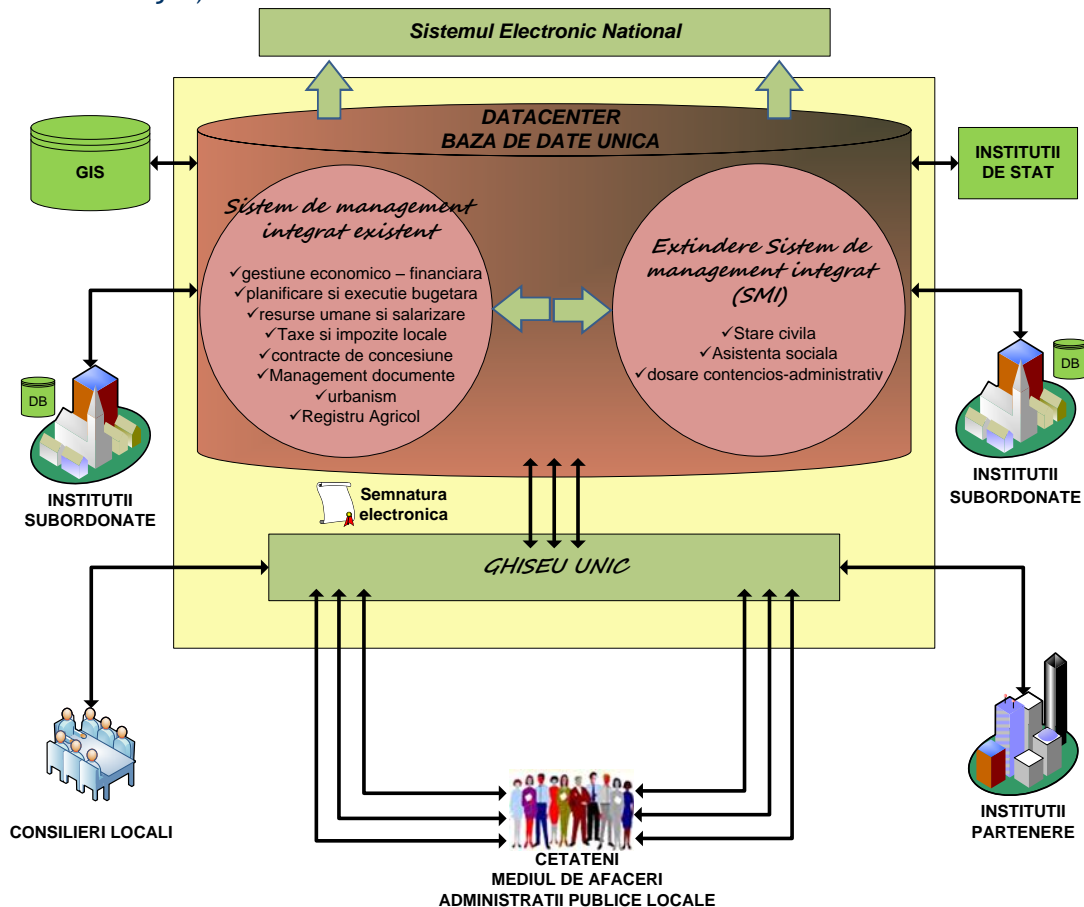 Sistemul Electronic National
DATACENTER
BAZA DE DATE UNICA
GIS
INSTITUTII
DE STAT
Sistem de management
integrat existent
✓gestiune economico – financiara
✓planificare si executie bugetara
✓resurse umane si salarizare
✓Taxe si impozite locale
✓contracte de concesiune
✓Management documente
✓urbanism
✓Registru Agricol
Extindere Sistem de
management integrat
(SMI)
✓Stare civila
✓Asistenta sociala
✓dosare contencios-administrativ
DB
INSTITUTII
SUBORDONATE
DB
INSTITUTII
SUBORDONATE
Semnatura
electronica
GHISEU UNIC
CONSILIERI LOCALI
INSTITUTII
PARTENERE
CETATENI
MEDIUL DE AFACERI
ADMINISTRATII PUBLICE LOCALE